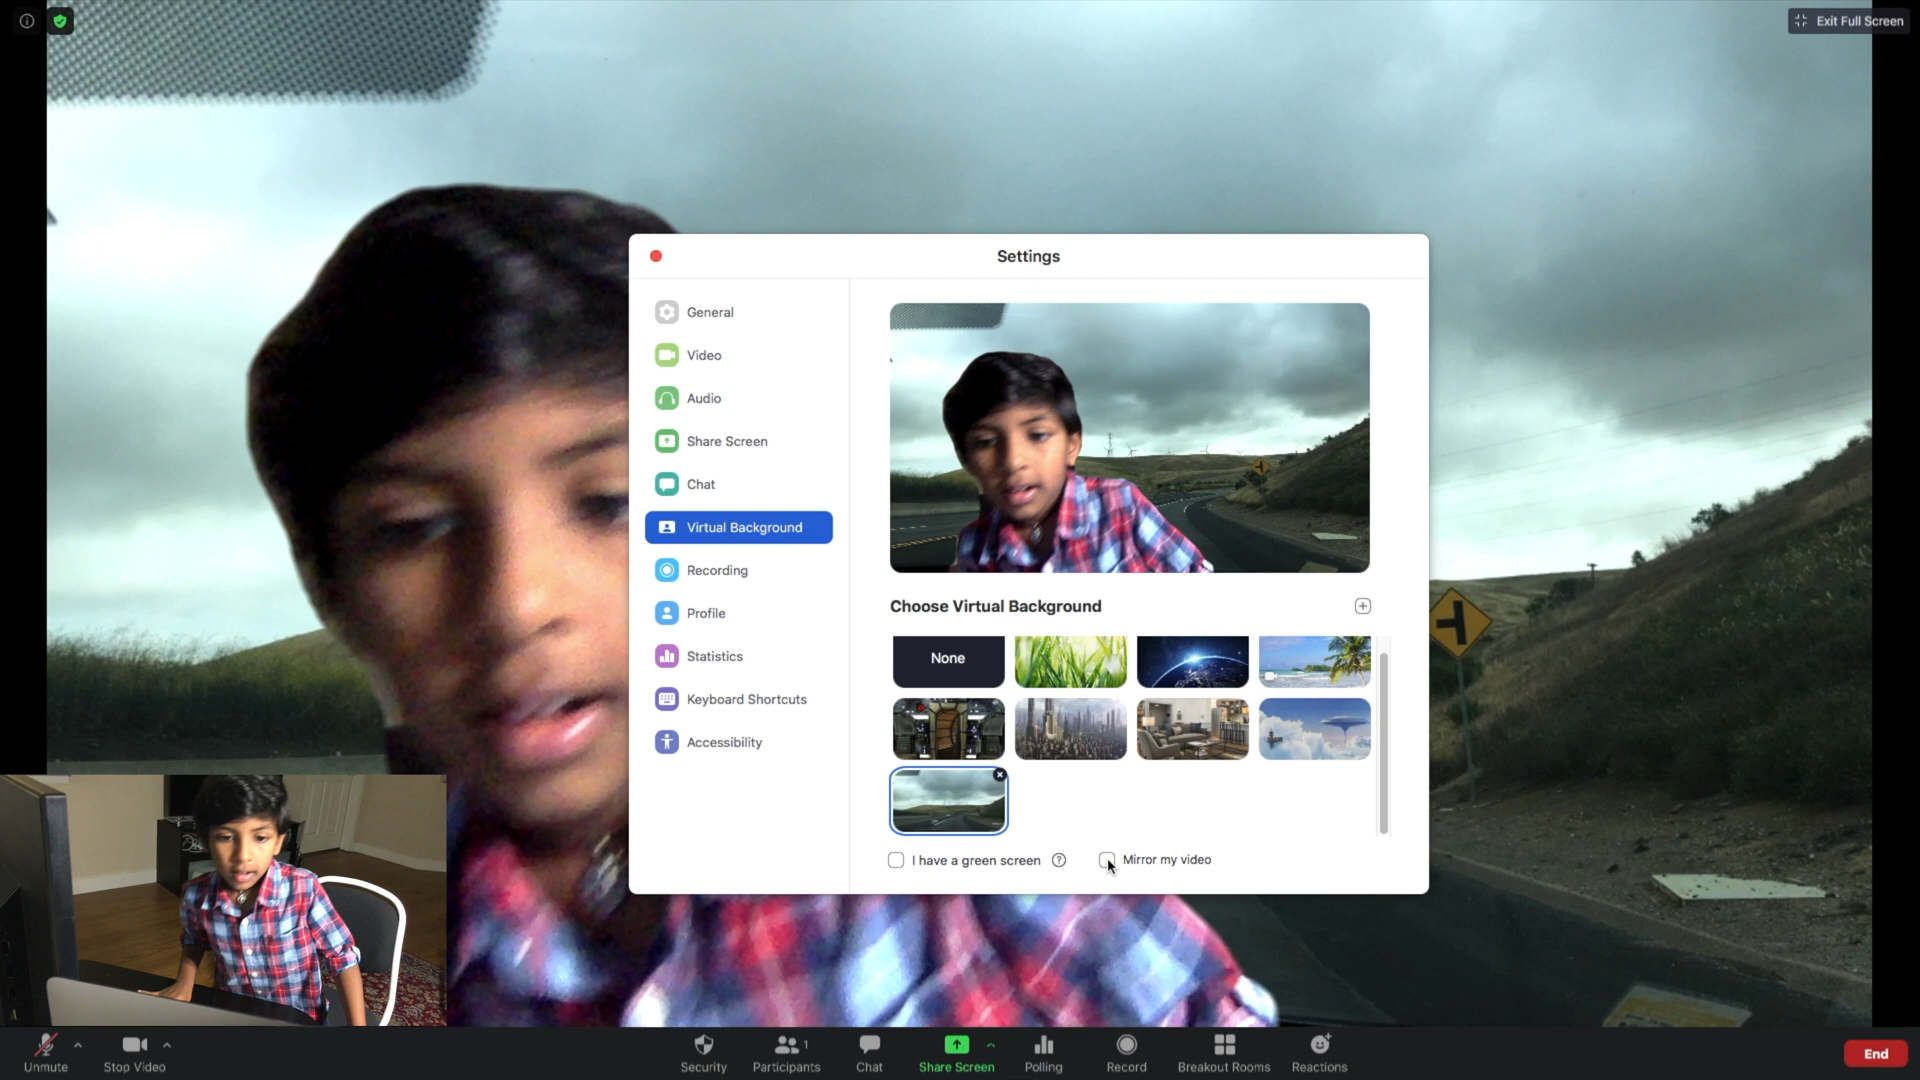 Exit Full Screen
Settings
General
Video
Audio
Share Screen
Chat
Virtual Background
Recording
Profile
Statistics
Keyboard Shortcuts
Accessibility
Choose Virtual Background
None
I have a green screen ?
Mirror my video
Unmute
Stop Video
Security
Participants 1
Chat
Share Screen
Polling
Record
Breakout Rooms
Reactions
End